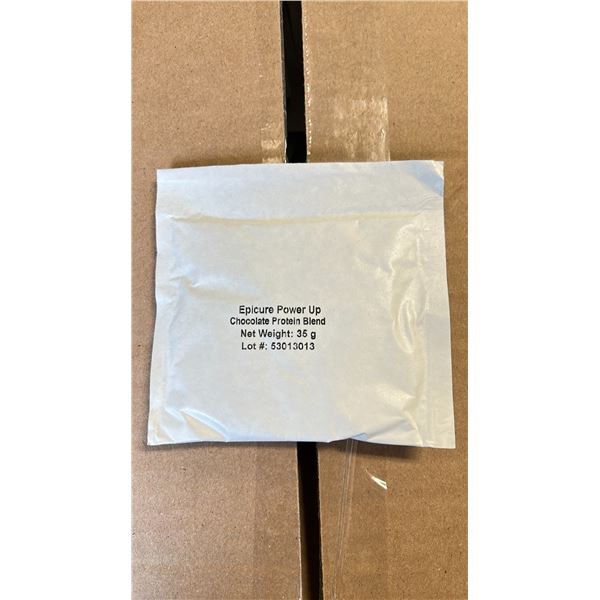 Epicure Power Up
Chocolate Protein Blend
Net Weight: 35 g
Lot #: 53013013